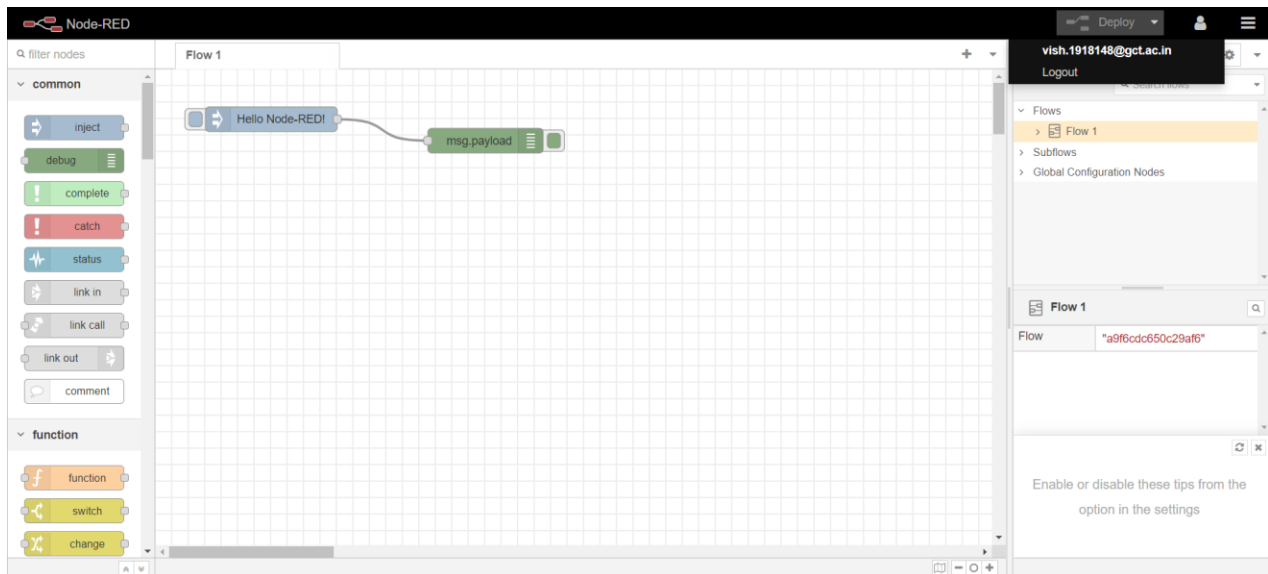 Node-RED
Deploy
filter nodes
Flow 1
vish.1918148@gct.ac.in
Logout
common
inject
debug
complete
catch
status
link in
link call
link out
comment
function
function
switch
change
Hello Node-RED!
msg.payload
Search flows
Flows
Flow 1
Subflows
Global Configuration Nodes
Flow 1
Flow "a9f6cdc650c29af6"
Enable or disable these tips from the
option in the settings